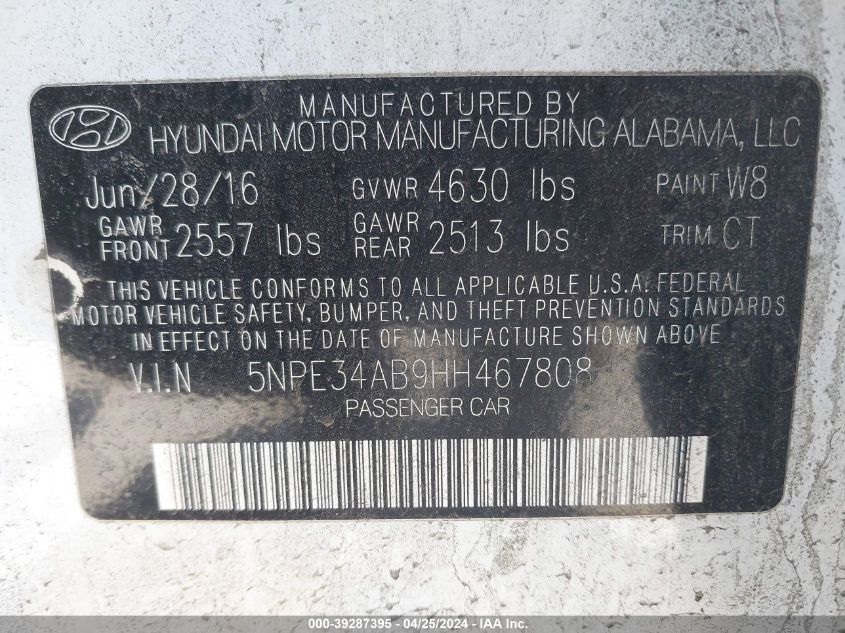 MANUFACTURED BY
HYUNDAI MOTOR MANUFACTURING ALABAMA, LLC
Jun/28/16 GVWR 4630 lbs PAINT W8
GAWR FRONT 2557 lbs GAWR REAR 2513 lbs TRIM CT
THIS VEHICLE CONFORMS TO ALL APPLICABLE U.S.A. FEDERAL
MOTOR VEHICLE SAFETY, BUMPER, AND THEFT PREVENTION STANDARDS
IN EFFECT ON THE DATE OF MANUFACTURE SHOWN ABOVE
V.I.N 5NPE34AB9HH467808
PASSENGER CAR
© IAA - 39287395 - 04/25/2024 - IAA, Inc.